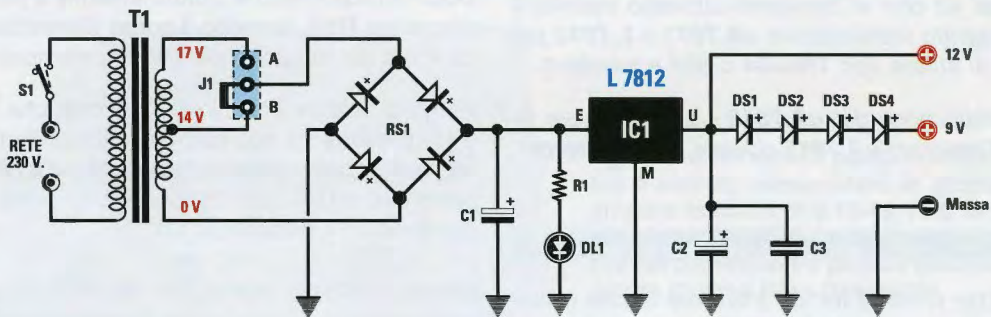 T1
S1
RETE
230 V.
17 V
14 V
0 V
J1
A
B
RS1
C1
R1
DL1
L 7812
E
IC1
U
M
C2
C3
DS1
DS2
DS3
DS4
12 V
9 V
Massa